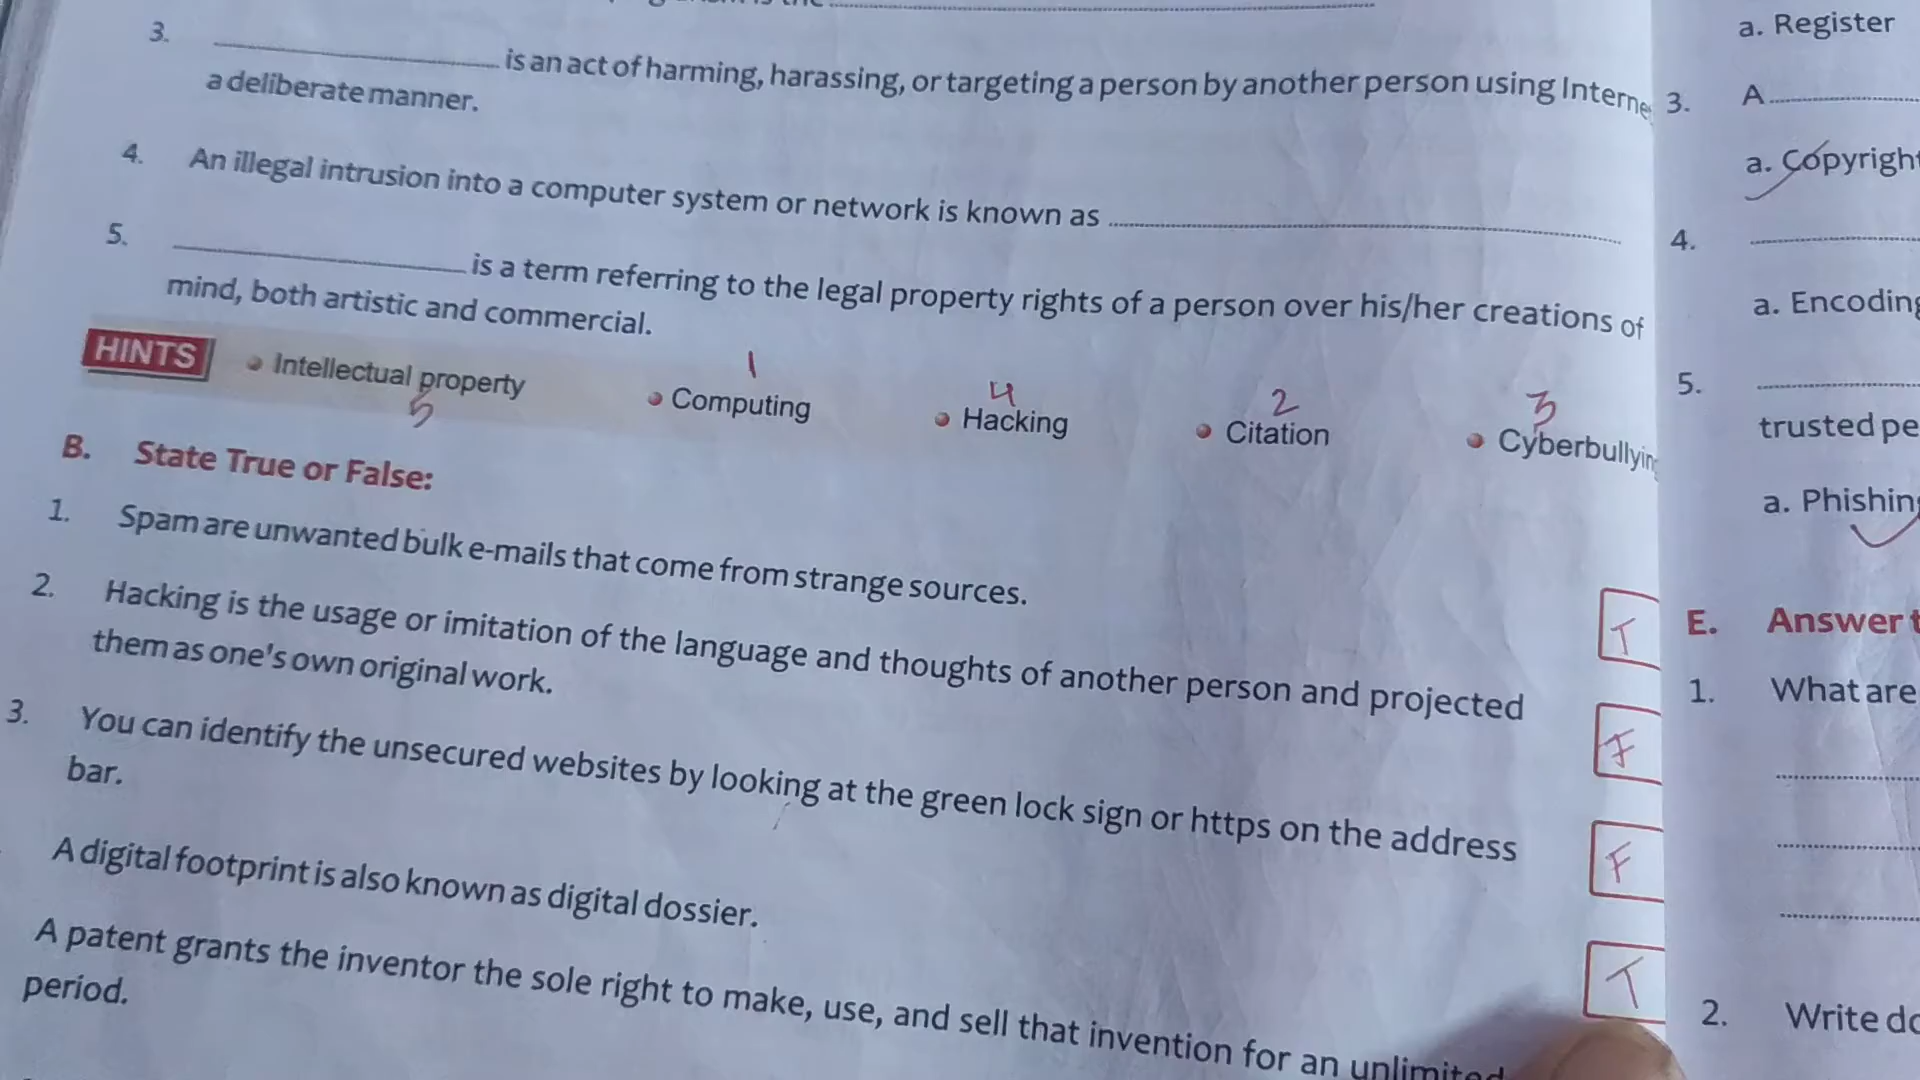 3. is an act of harming, harassing, or targeting a person by another person using Interne
a deliberate manner.
4. An illegal intrusion into a computer system or network is known as
5. is a term referring to the legal property rights of a person over his/her creations of
mind, both artistic and commercial.
HINTS • Intellectual property • Computing • Hacking • Citation • Cyberbullying
5 1 4 2 3
B. State True or False:
1. Spam are unwanted bulk e-mails that come from strange sources.
T
2. Hacking is the usage or imitation of the language and thoughts of another person and projected
them as one's own original work.
F
3. You can identify the unsecured websites by looking at the green lock sign or https on the address
bar.
F
A digital footprint is also known as digital dossier.
T
A patent grants the inventor the sole right to make, use, and sell that invention for an unlimited
period.
a. Register
3. A
a. Copyright
4.
a. Encoding
5.
trusted pe
a. Phishing
E. Answer t
1. What are
2. Write do